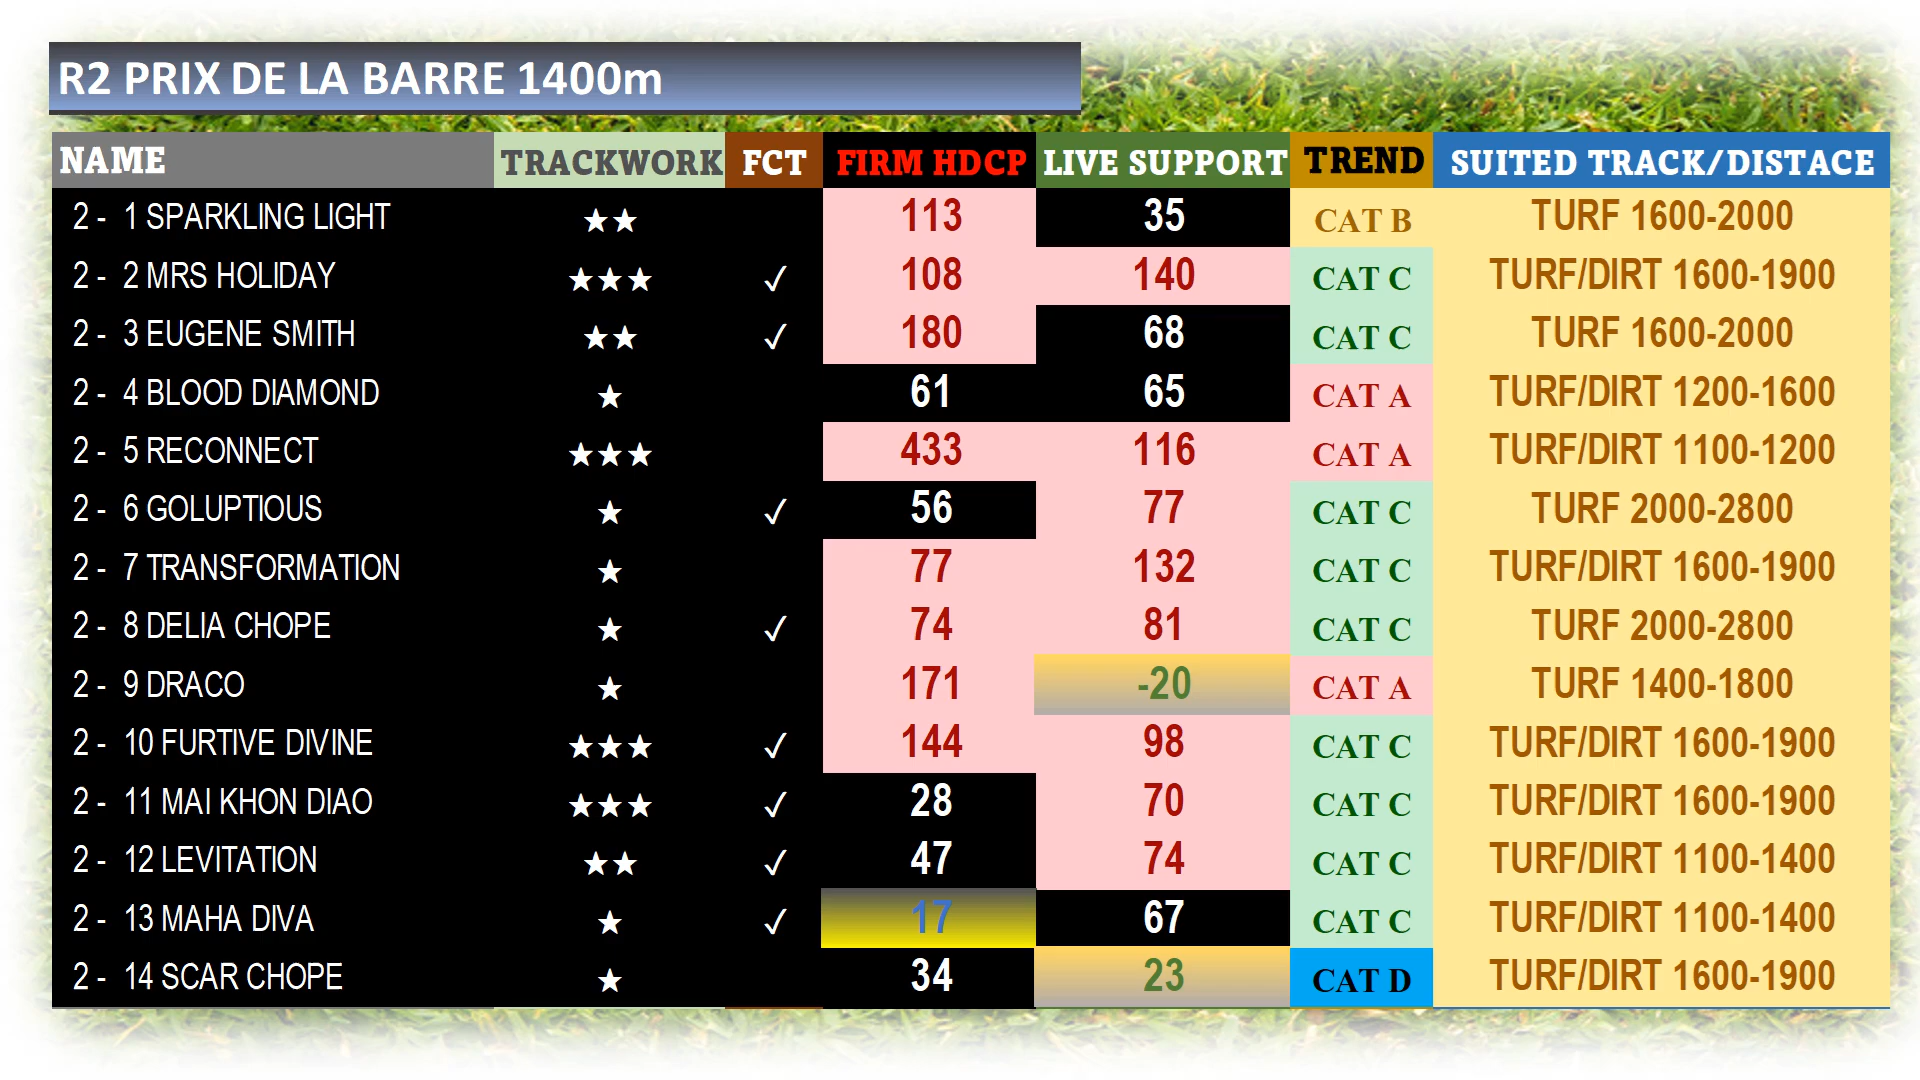 R2 PRIX DE LA BARRE 1400m
NAME TRACKWORK FCT FIRM HDCP LIVE SUPPORT TREND SUITED TRACK/DISTACE
2 - 1 SPARKLING LIGHT ★★ 113 35 CAT B TURF 1600-2000
2 - 2 MRS HOLIDAY ★★★ ✓ 108 140 CAT C TURF/DIRT 1600-1900
2 - 3 EUGENE SMITH ★★ ✓ 180 68 CAT C TURF 1600-2000
2 - 4 BLOOD DIAMOND ★ 61 65 CAT A TURF/DIRT 1200-1600
2 - 5 RECONNECT ★★★ 433 116 CAT A TURF/DIRT 1100-1200
2 - 6 GOLUPTIOUS ★ ✓ 56 77 CAT C TURF 2000-2800
2 - 7 TRANSFORMATION ★ 77 132 CAT C TURF/DIRT 1600-1900
2 - 8 DELIA CHOPE ★ ✓ 74 81 CAT C TURF 2000-2800
2 - 9 DRACO ★ 171 -20 CAT A TURF 1400-1800
2 - 10 FURTIVE DIVINE ★★★ ✓ 144 98 CAT C TURF/DIRT 1600-1900
2 - 11 MAI KHON DIAO ★★★ ✓ 28 70 CAT C TURF/DIRT 1600-1900
2 - 12 LEVITATION ★★ ✓ 47 74 CAT C TURF/DIRT 1100-1400
2 - 13 MAHA DIVA ★ ✓ 17 67 CAT C TURF/DIRT 1100-1400
2 - 14 SCAR CHOPE ★ 34 23 CAT D TURF/DIRT 1600-1900